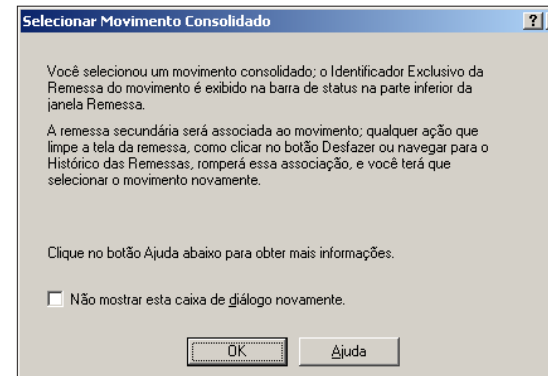 Selecionar Movimento Consolidado
?
Você selecionou um movimento consolidado; o Identificador Exclusivo da
Remessa do movimento é exibido na barra de status na parte inferior da
janela Remessa.
A remessa secundária será associada ao movimento; qualquer ação que
limpe a tela da remessa, como clicar no botão Desfazer ou navegar para o
Histórico das Remessas, romperá essa associação, e você terá que
selecionar o movimento novamente.
Clique no botão Ajuda abaixo para obter mais informações.
Não mostrar esta caixa de diálogo novamente.
OK
Ajuda